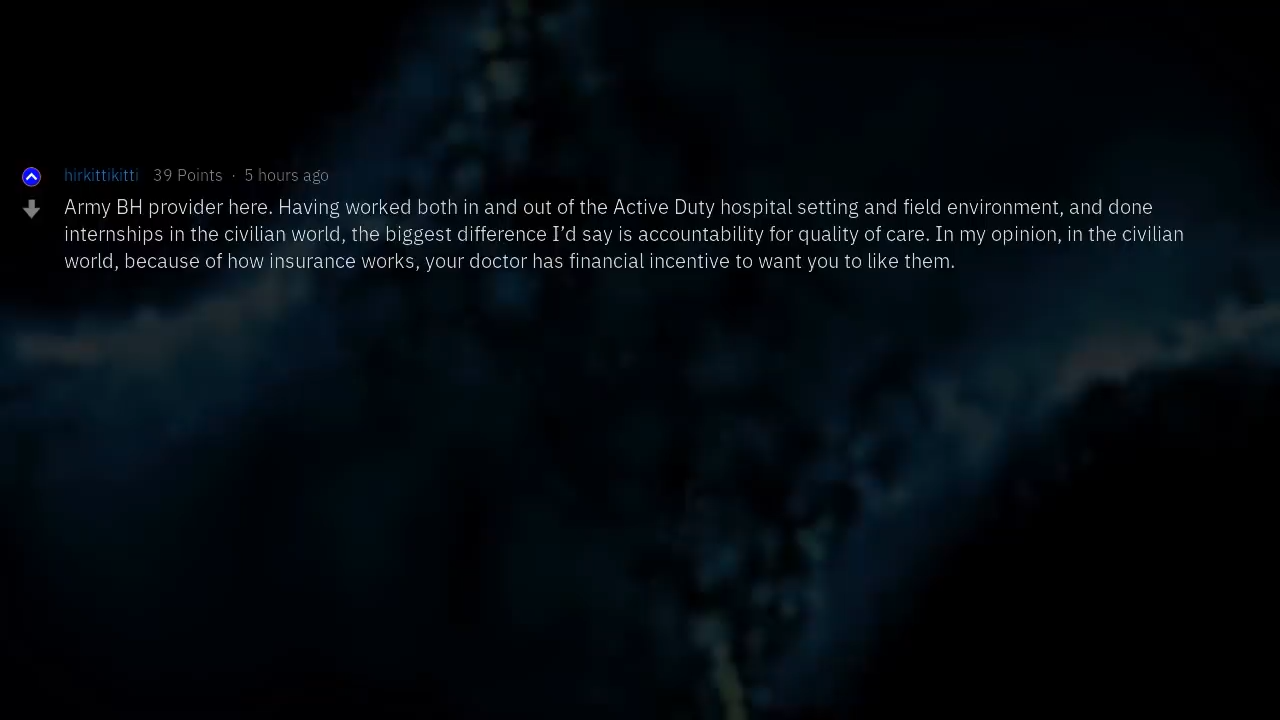 hirkittikitti 39 Points · 5 hours ago
Army BH provider here. Having worked both in and out of the Active Duty hospital setting and field environment, and done
internships in the civilian world, the biggest difference I’d say is accountability for quality of care. In my opinion, in the civilian
world, because of how insurance works, your doctor has financial incentive to want you to like them.